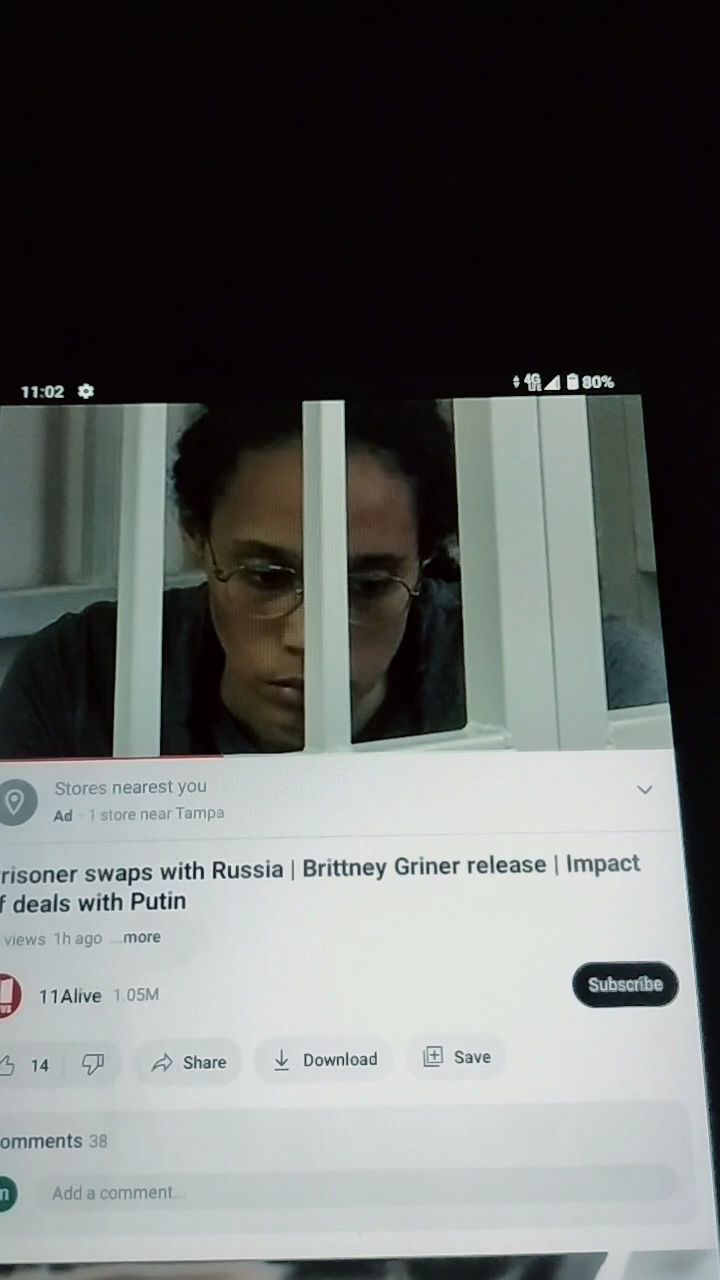 11:02
4G
80%
Stores nearest you
Ad · 1 store near Tampa
risoner swaps with Russia | Brittney Griner release | Impact
f deals with Putin
views 1h ago ...more
11Alive 1.05M
Subscribe
14
Share
Download
Save
omments 38
n
Add a comment...